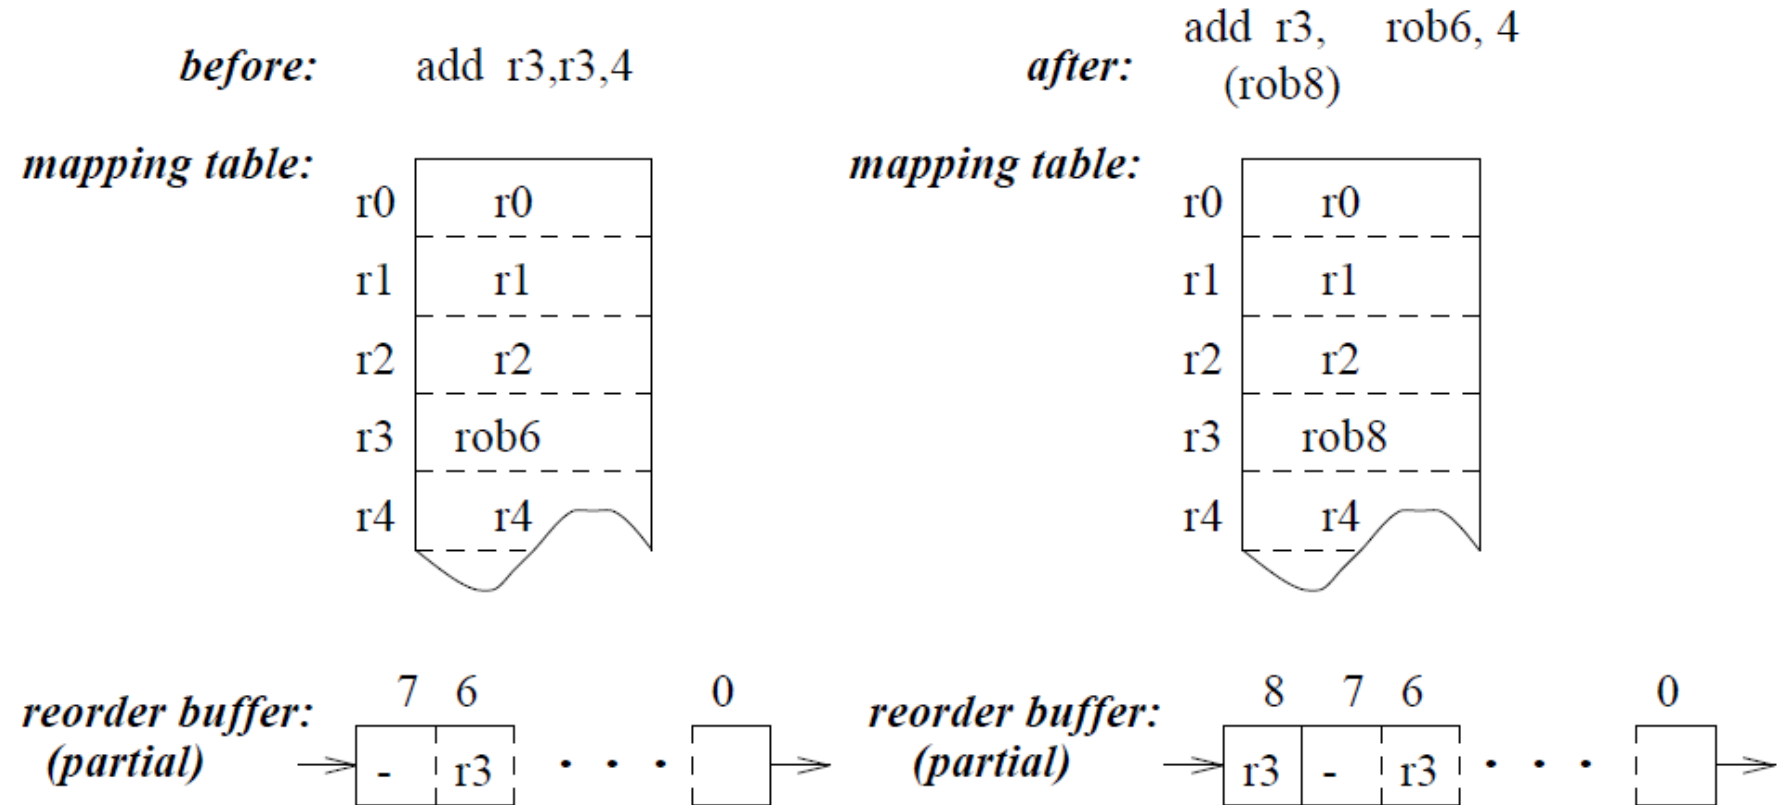 before: add r3,r3,4
mapping table:
r0 r0
r1 r1
r2 r2
r3 rob6
r4 r4
reorder buffer: 7 6 0
(partial) - r3 . . .
after: add r3, rob6, 4
(rob8)
mapping table:
r0 r0
r1 r1
r2 r2
r3 rob8
r4 r4
reorder buffer: 8 7 6 0
(partial) r3 - r3 . . .